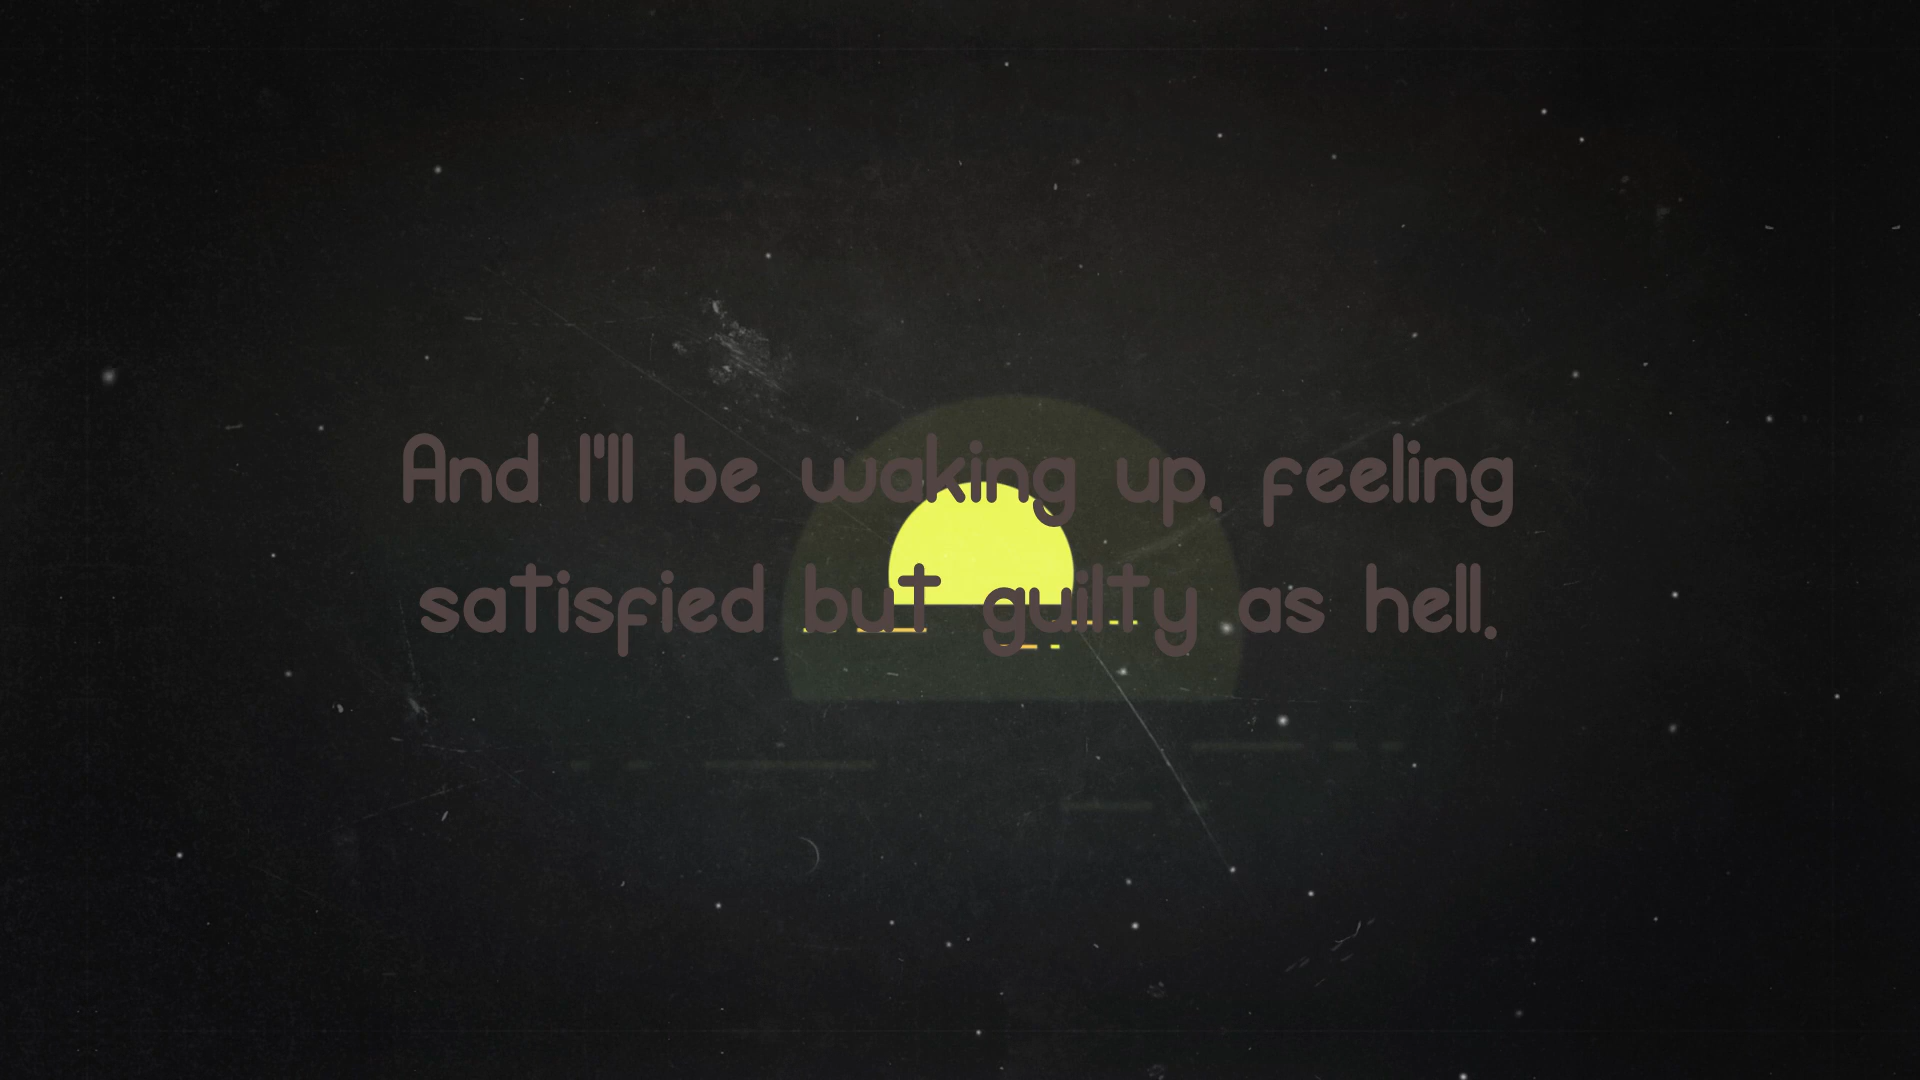 And I'll be waking up, feeling
satisfied but guilty as hell.